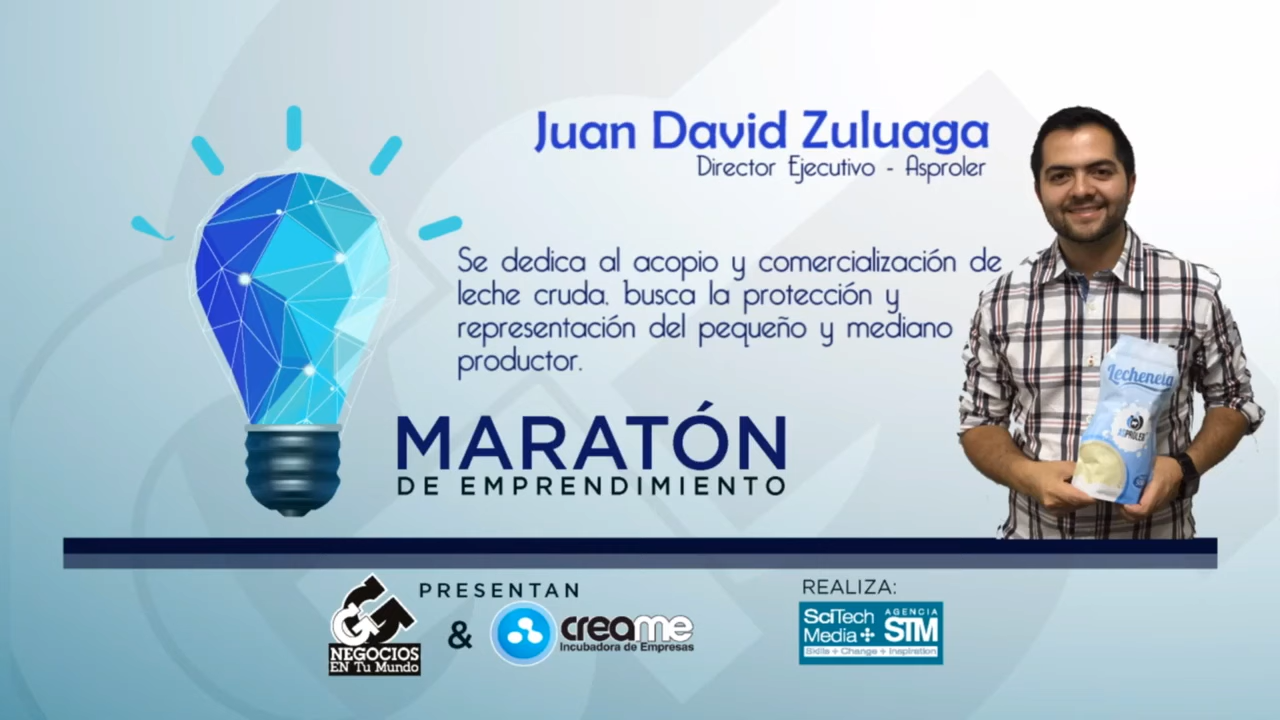 Juan David Zuluaga
Director Ejecutivo - Asproler
Se dedica al acopio y comercialización de
leche cruda, busca la protección y
representación del pequeño y mediano
productor.
Lecheneta
ASPROLER
MARATÓN
DE EMPRENDIMIENTO
PRESENTAN
NEGOCIOS
EN Tu Mundo
&
creame
Incubadora de Empresas
REALIZA:
SciTech
Media+
AGENCIA
STM
Skills + Change + Inspiration